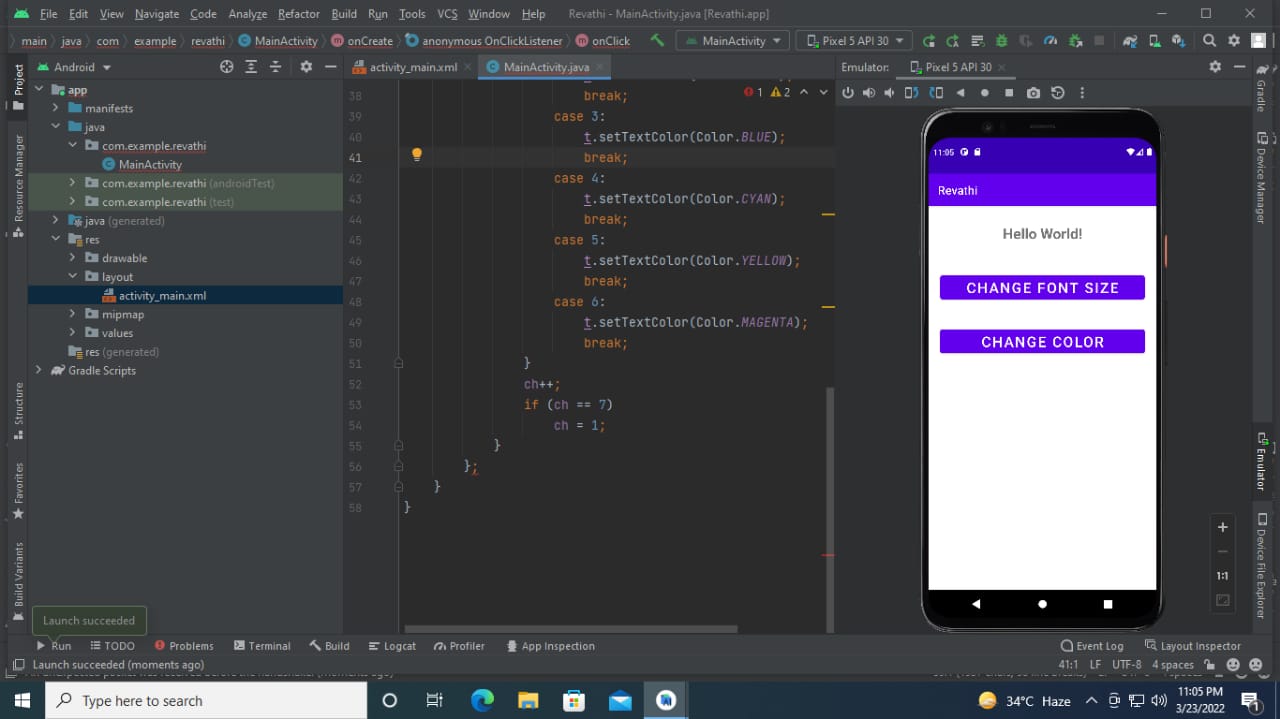 File Edit View Navigate Code Analyze Refactor Build Run Tools VCS Window Help Revathi - MainActivity.java [Revathi.app]
main java com example revathi MainActivity onCreate anonymous OnClickListener onClick MainActivity Pixel 5 API 30
Android
activity_main.xml MainActivity.java
Emulator: Pixel 5 API 30
Project
Resource Manager
Structure
Favorites
Build Variants
app
manifests
java
com.example.revathi
MainActivity
com.example.revathi (androidTest)
com.example.revathi (test)
java (generated)
res
drawable
layout
activity_main.xml
mipmap
values
res (generated)
Gradle Scripts
1 2
38 break;
39 case 3:
40 t.setTextColor(Color.BLUE);
41 break;
42 case 4:
43 t.setTextColor(Color.CYAN);
44 break;
45 case 5:
46 t.setTextColor(Color.YELLOW);
47 break;
48 case 6:
49 t.setTextColor(Color.MAGENTA);
50 break;
51 }
52 ch++;
53 if (ch == 7)
54 ch = 1;
55 }
56 };
57 }
58 }
11:05
Revathi
Hello World!
CHANGE FONT SIZE
CHANGE COLOR
1:1
Gradle
Device Manager
Emulator
Device File Explorer
Launch succeeded
Run TODO Problems Terminal Build Logcat Profiler App Inspection Event Log Layout Inspector
Launch succeeded (moments ago) 41:1 LF UTF-8 4 spaces
Type here to search
34°C Haze
11:05 PM
3/23/2022
1